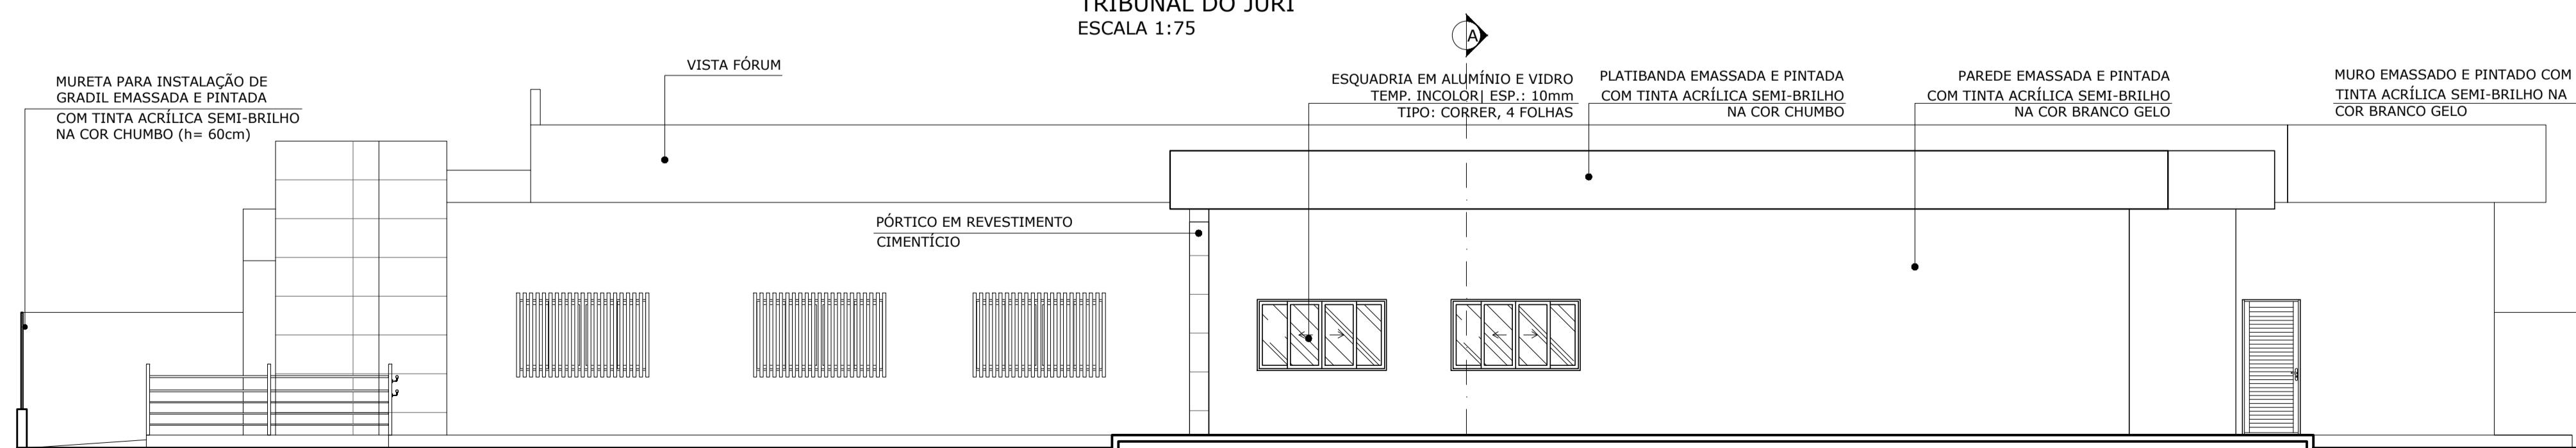 TRIBUNAL DO JÚRI
ESCALA 1:75
A
MURETA PARA INSTALAÇÃO DE
GRADIL EMASSADA E PINTADA
COM TINTA ACRÍLICA SEMI-BRILHO
NA COR CHUMBO (h= 60cm)
VISTA FÓRUM
ESQUADRIA EM ALUMÍNIO E VIDRO
TEMP. INCOLOR| ESP.: 10mm
TIPO: CORRER, 4 FOLHAS
PLATIBANDA EMASSADA E PINTADA
COM TINTA ACRÍLICA SEMI-BRILHO
NA COR CHUMBO
PAREDE EMASSADA E PINTADA
COM TINTA ACRÍLICA SEMI-BRILHO
NA COR BRANCO GELO
MURO EMASSADO E PINTADO COM
TINTA ACRÍLICA SEMI-BRILHO NA
COR BRANCO GELO
PÓRTICO EM REVESTIMENTO
CIMENTÍCIO